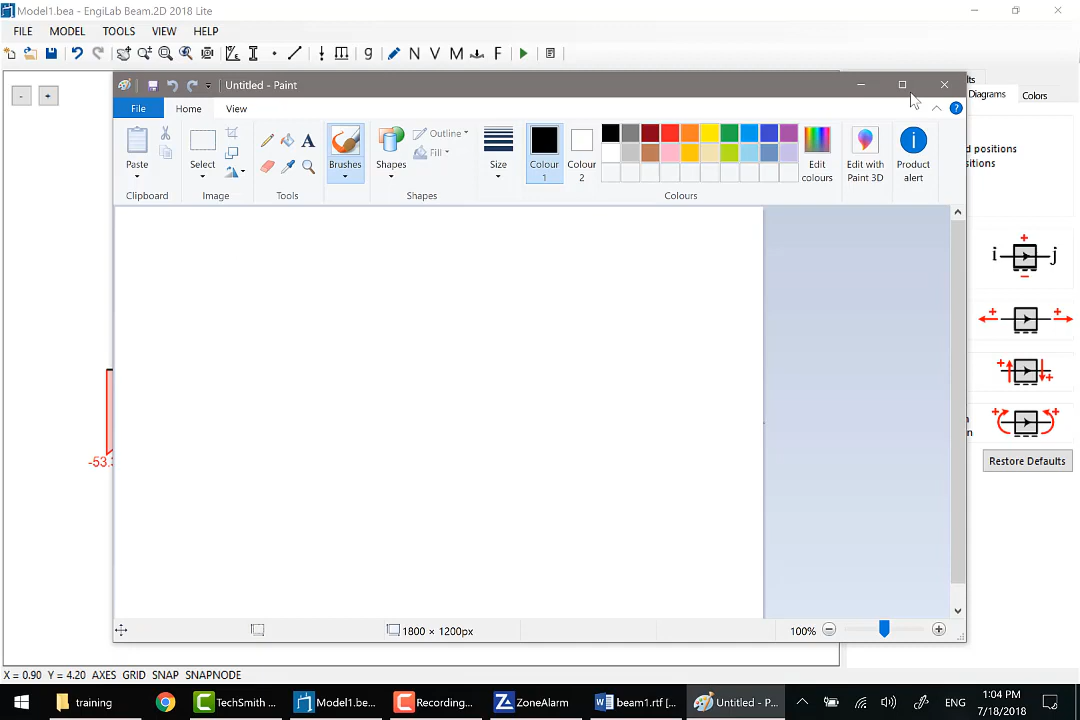 Model1.bea - EngiLab Beam.2D 2018 Lite
FILE MODEL TOOLS VIEW HELP
g N V M F
- +
Untitled - Paint
File Home View
Paste
Select
Brushes
Shapes
Outline
Fill
Size
Colour 1
Colour 2
Edit colours
Edit with Paint 3D
Product alert
Clipboard Image Tools Shapes Colours
Diagrams Colors
d positions
sitions
i j
-53.
Restore Defaults
1800 × 1200px
100%
X = 0.90 Y = 4.20 AXES GRID SNAP SNAPNODE
training
TechSmith ...
Model1.be...
Recording...
ZoneAlarm
beam1.rtf [...
Untitled - P...
ENG
1:04 PM
7/18/2018